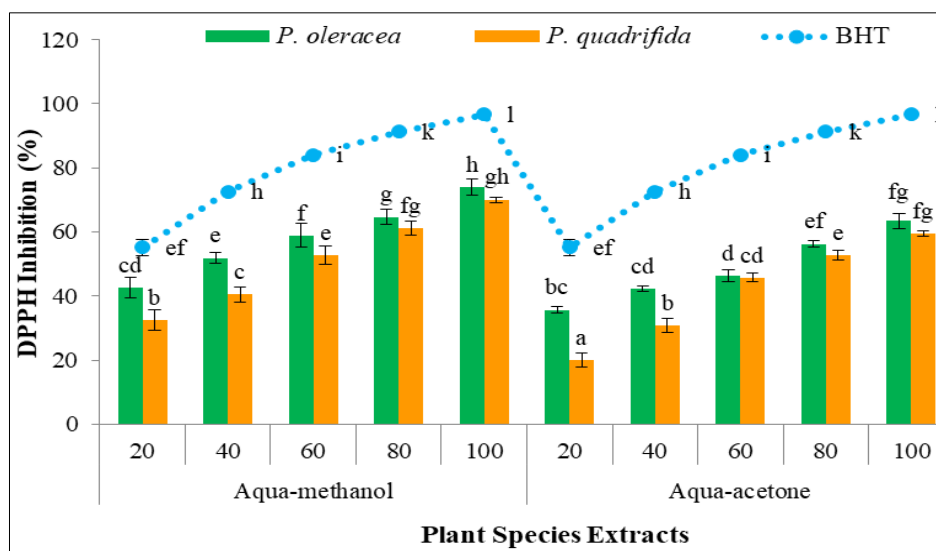 P. oleracea P. quadrifida BHT
DPPH Inhibition (%)
120
100
80
60
40
20
0
ef h i k l ef h i k
cd b e c f e g fg h gh bc a cd b d cd ef e fg fg
20 40 60 80 100 20 40 60 80 100
Aqua-methanol Aqua-acetone
Plant Species Extracts